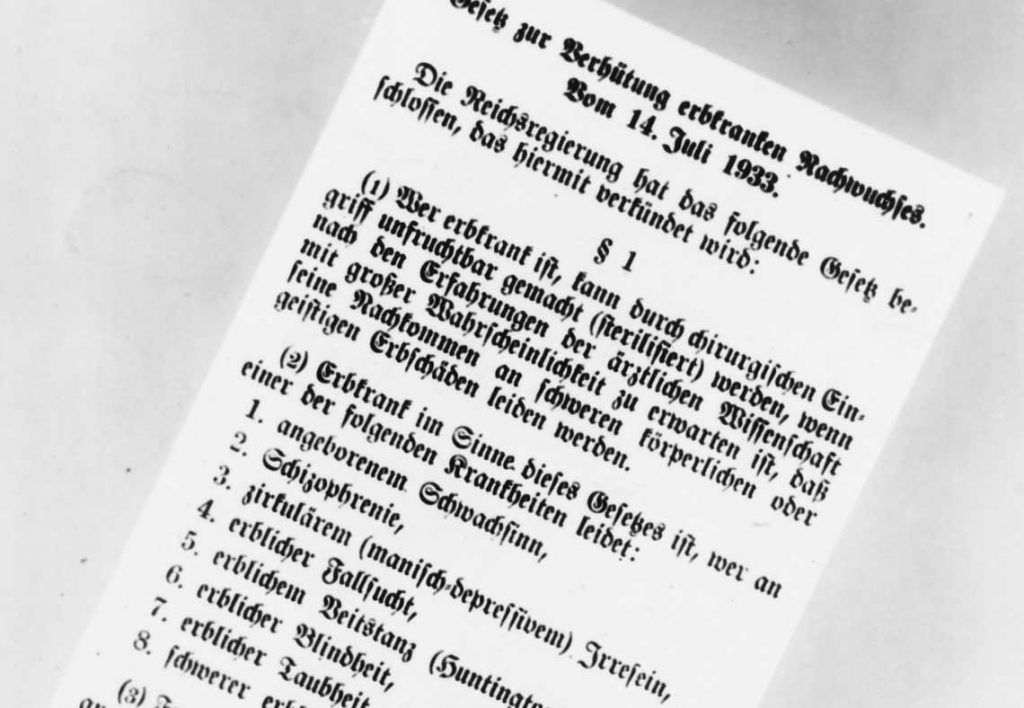 Gesetz zur Verhütung erbkranken Nachwuchses.
Vom 14. Juli 1933.
Die Reichsregierung hat das folgende Gesetz be-
schlossen, das hiermit verkündet wird:
§ 1
(1) Wer erbkrank ist, kann durch chirurgischen Ein-
griff unfruchtbar gemacht (sterilisiert) werden, wenn
nach den Erfahrungen der ärztlichen Wissenschaft
mit großer Wahrscheinlichkeit zu erwarten ist, daß
seine Nachkommen an schweren körperlichen oder
geistigen Erbschäden leiden werden.
(2) Erbkrank im Sinne dieses Gesetzes ist, wer an
einer der folgenden Krankheiten leidet:
1. angeborenem Schwachsinn,
2. Schizophrenie,
3. zirkulärem (manisch-depressivem) Irresein,
4. erblicher Fallsucht,
5. erblichem Veitstanz (Huntington
6. erblicher Blindheit,
7. erblicher Taubheit,
8. schwerer erb
(3)